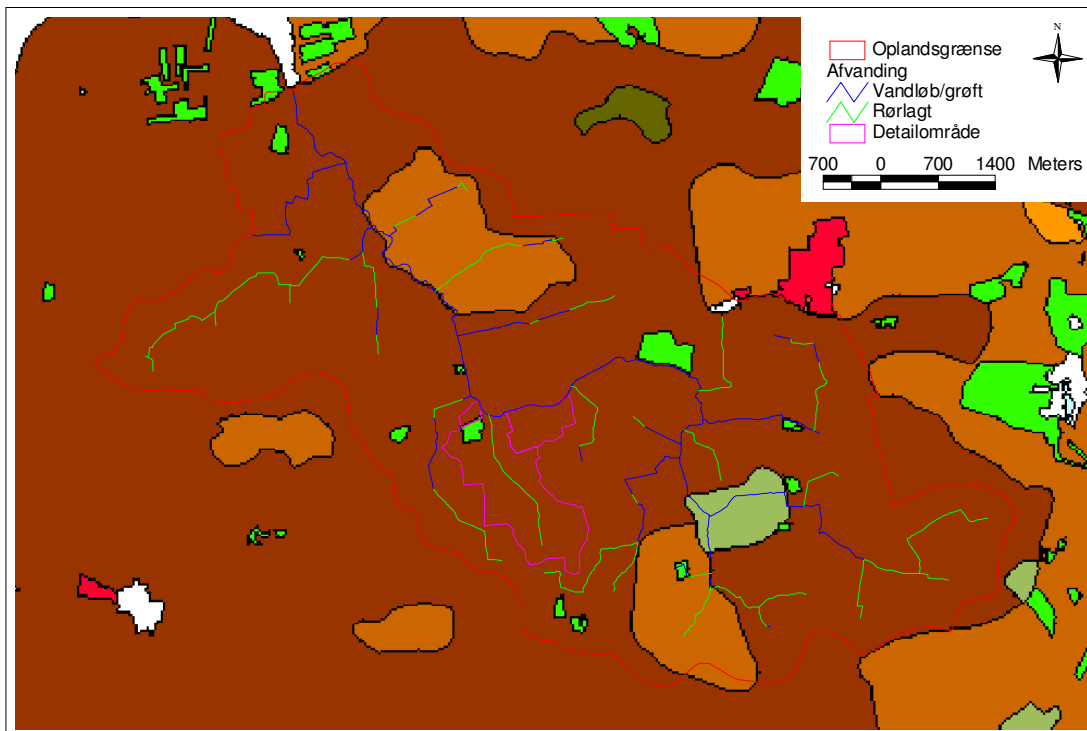 N
Oplandsgrænse
Afvanding
Vandløb/grøft
Rørlagt
Detailområde
700 0 700 1400 Meters